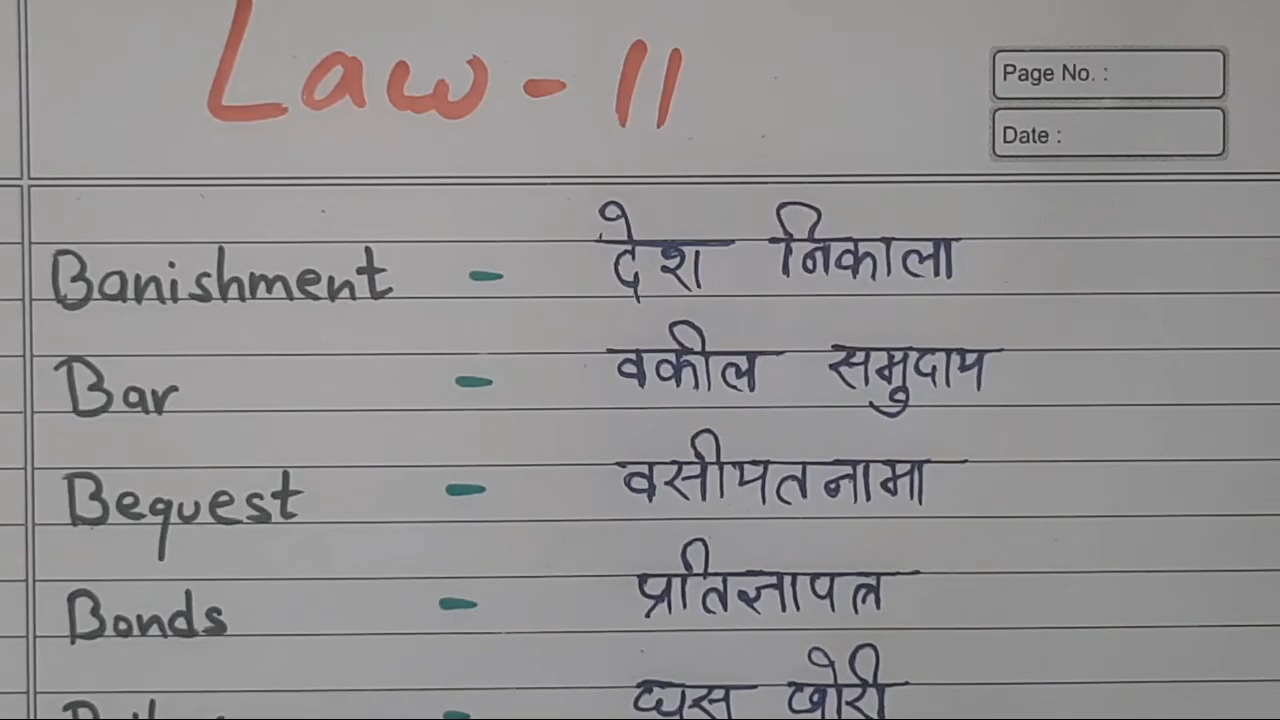 Law - 11
Page No. :
Date :
Banishment - देश निकाला
Bar - वकील समुदाय
Bequest - वसीयतनामा
Bonds - प्रतिज्ञापत्र
- घुस खोरी